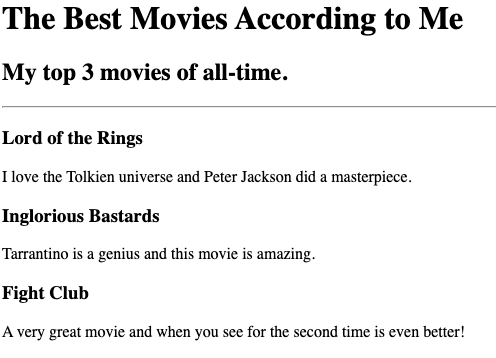 The Best Movies According to Me
My top 3 movies of all-time.
Lord of the Rings
I love the Tolkien universe and Peter Jackson did a masterpiece.
Inglorious Bastards
Tarrantino is a genius and this movie is amazing.
Fight Club
A very great movie and when you see for the second time is even better!